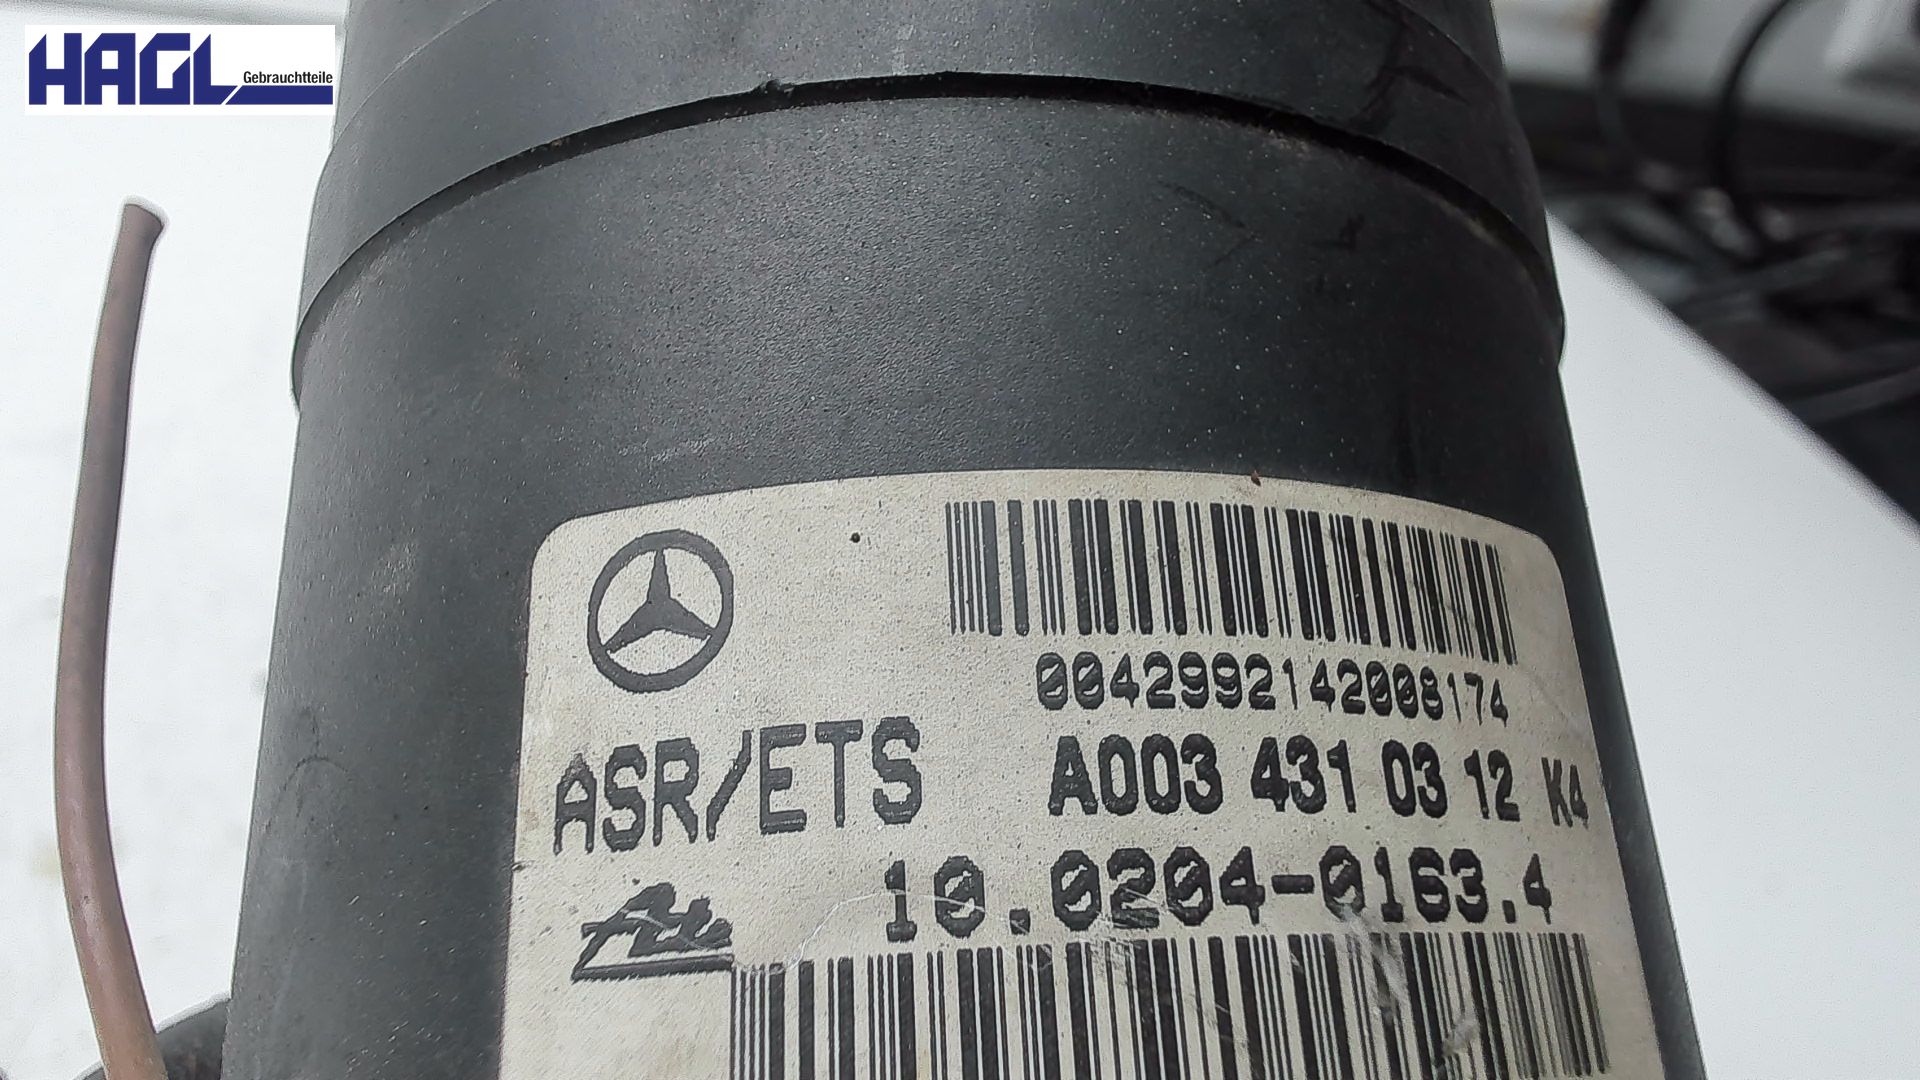 HAGL Gebrauchtteile
0042992142008174
ASR/ETS A003 431 03 12 K4
Ate 10.0204-0163.4